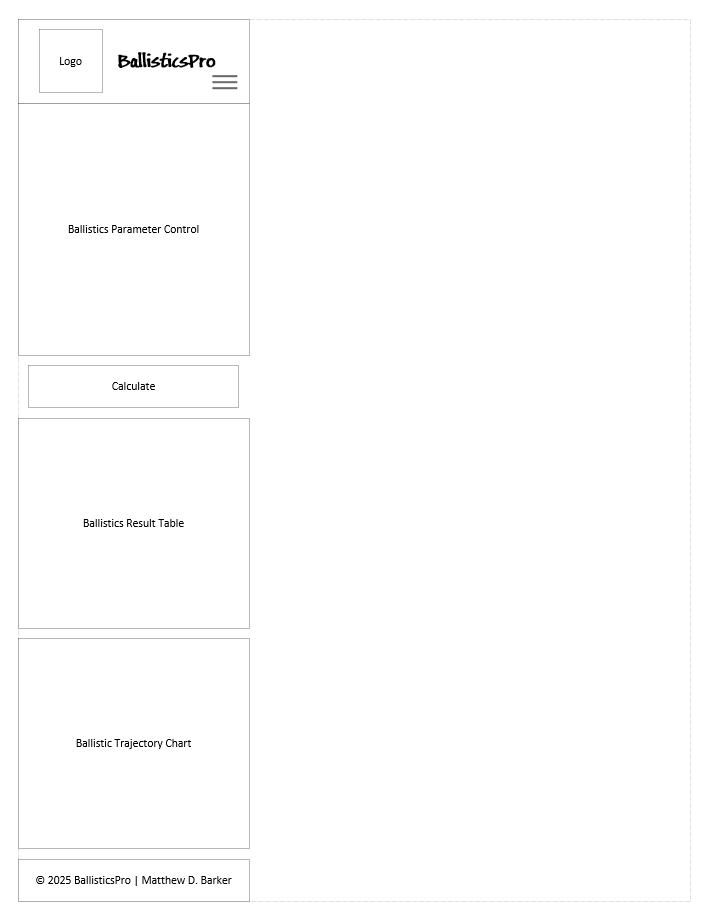 Logo
BallisticsPro
Ballistics Parameter Control
Calculate
Ballistics Result Table
Ballistic Trajectory Chart
© 2025 BallisticsPro | Matthew D. Barker